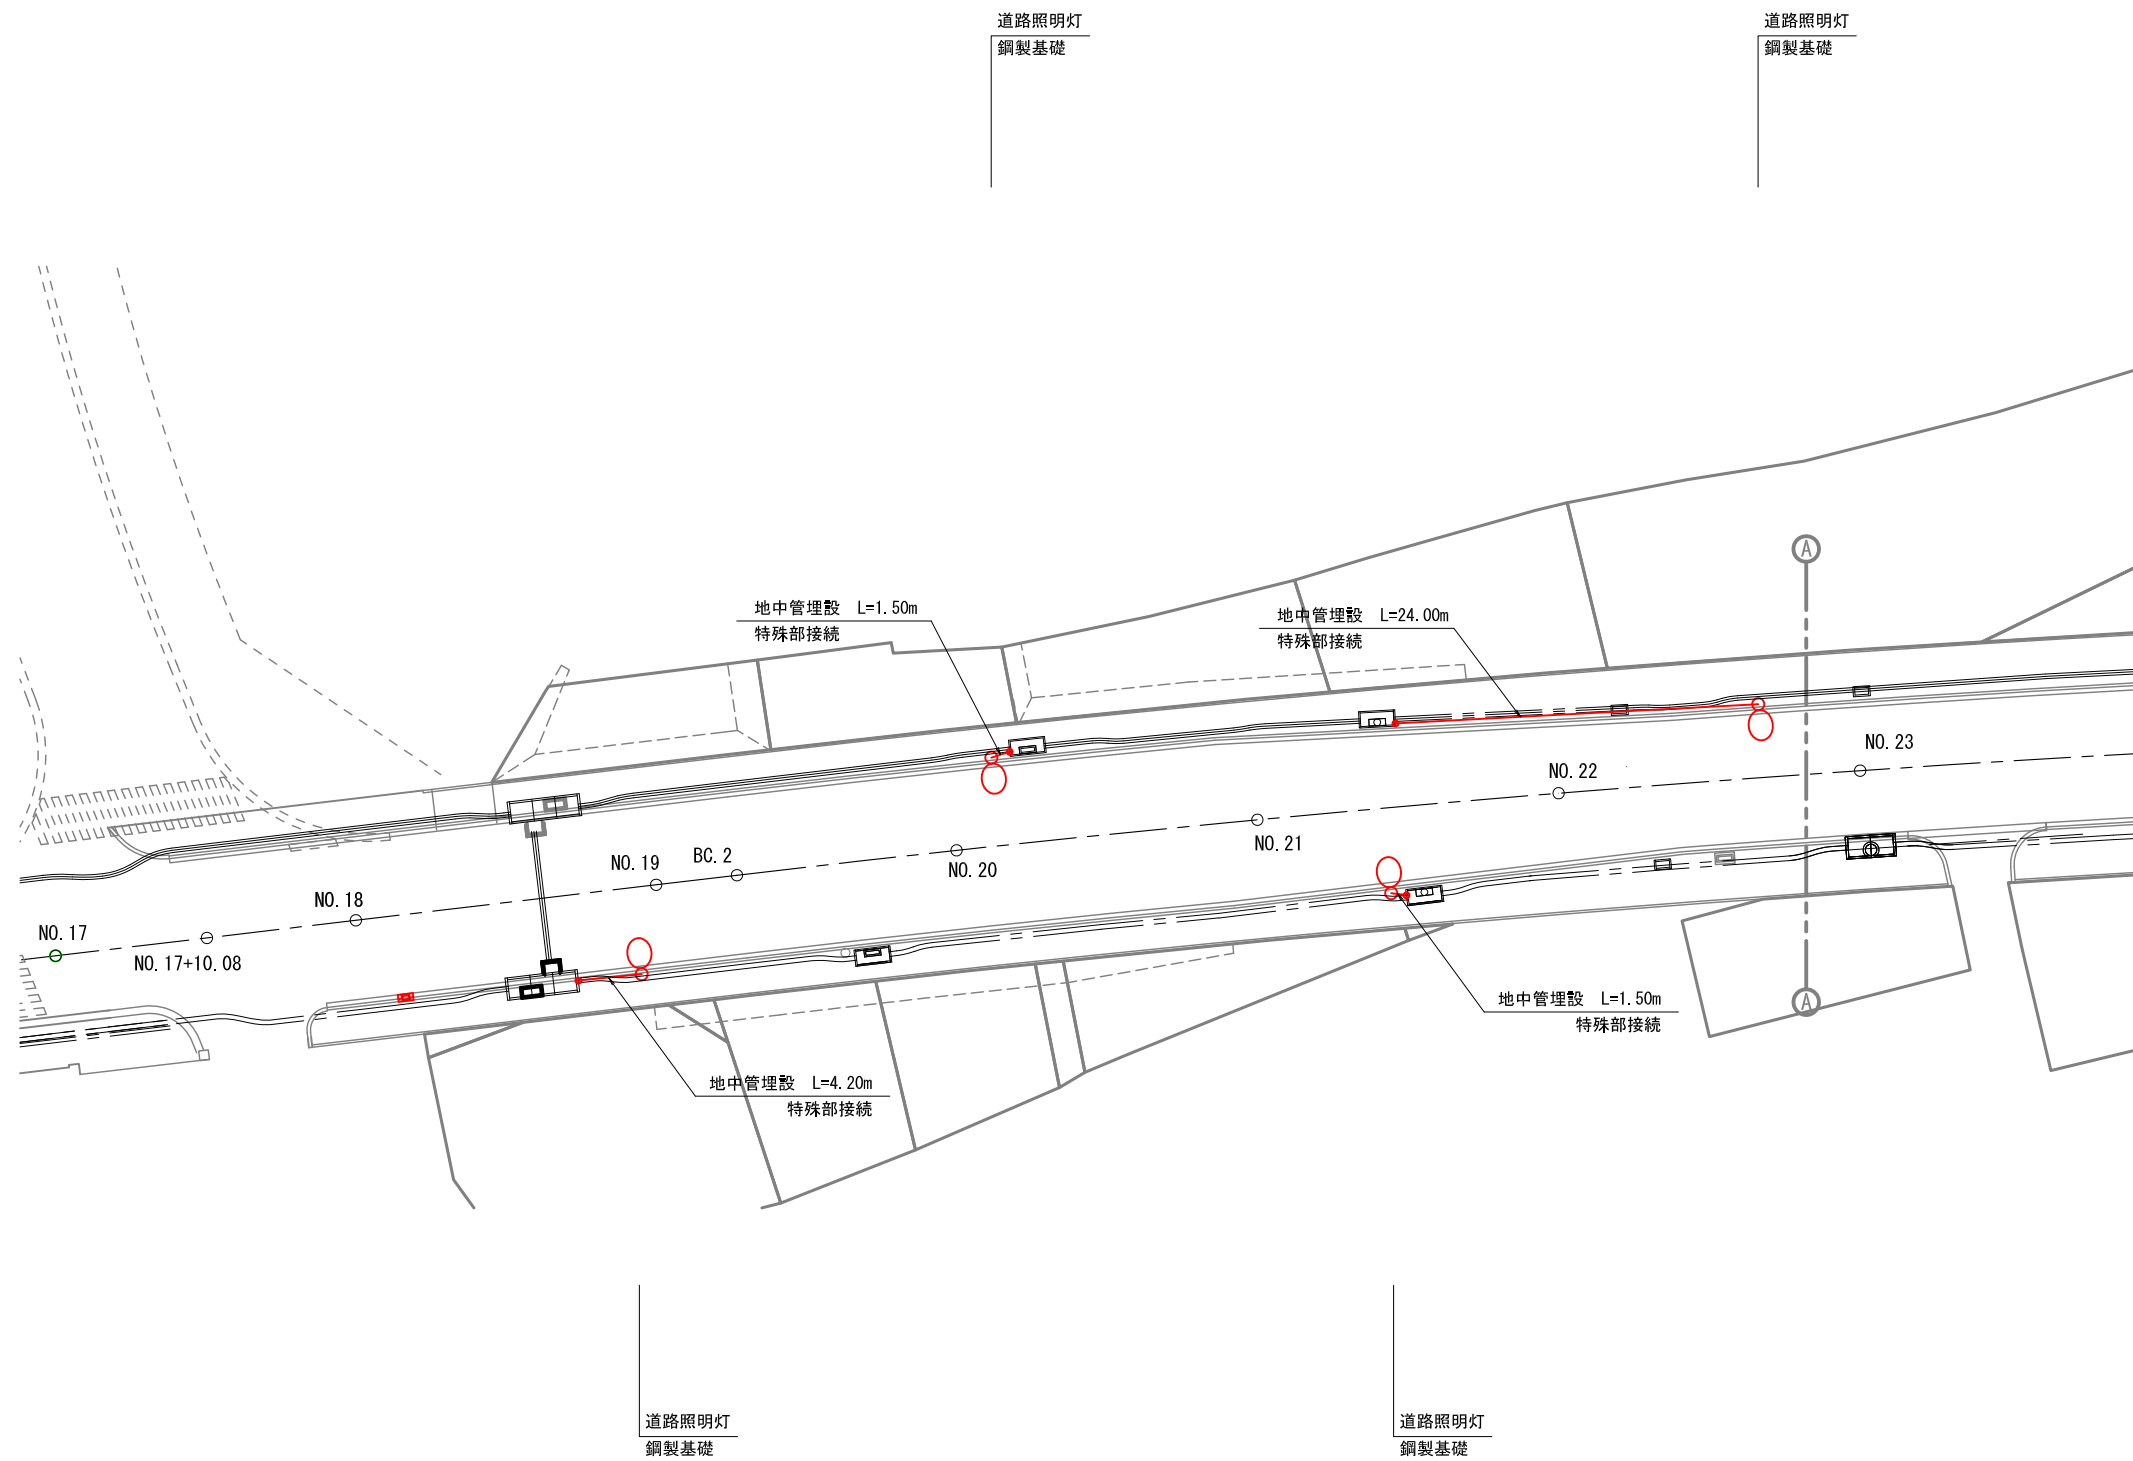 道路照明灯
鋼製基礎
道路照明灯
鋼製基礎
A
地中管埋設 L=1.50m
特殊部接続
地中管埋設 L=24.00m
特殊部接続
NO.23
NO.22
NO.21
NO.20
BC.2
NO.19
NO.18
NO.17
NO.17+10.08
地中管埋設 L=1.50m
特殊部接続
A
地中管埋設 L=4.20m
特殊部接続
道路照明灯
鋼製基礎
道路照明灯
鋼製基礎